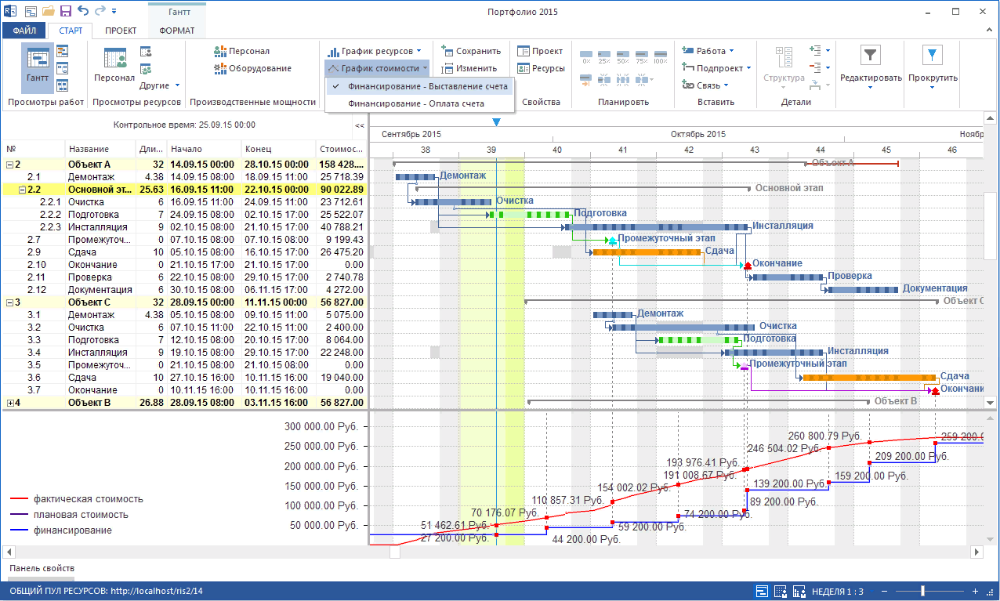 Гантт
Портфолио 2015
ФАЙЛ СТАРТ ПРОЕКТ ФОРМАТ
Гантт
Просмотры работ
Персонал
Другие
Просмотры ресурсов
Персонал
Оборудование
Производственные мощности
График ресурсов
График стоимости
Финансирование - Выставление счета
Финансирование - Оплата счета
Сохранить
Изменить
Проект
Ресурсы
Свойства
0% 25% 50% 75% 100%
Планировть
Работа
Подпроект
Связь
Вставить
Структура
Детали
Редактировать
Прокрутить
Контрольное время: 25.09.15 00:00 <<
Сентябрь 2015 Октябрь 2015 Ноябр
38 39 40 41 42 43 44 45 46
№ Название Дли... Начало Конец Стоимос...
2 Объект A 32 14.09.15 00:00 28.10.15 00:00 158 428....
2.1 Демонтаж 4.38 14.09.15 08:00 18.09.15 11:00 25 718.39
2.2 Основной эт... 25.63 16.09.15 11:00 22.10.15 00:00 90 022.89
2.2.1 Очистка 6 16.09.15 11:00 24.09.15 11:00 23 712.61
2.2.2 Подготовка 7 24.09.15 08:00 02.10.15 17:00 25 522.07
2.2.3 Инсталляция 9 02.10.15 08:00 21.10.15 17:00 40 788.21
2.7 Промежуточ... 0 07.10.15 08:00 07.10.15 08:00 9 199.43
2.9 Сдача 10 05.10.15 08:00 16.10.15 17:00 26 475.20
2.10 Окончание 0 21.10.15 17:00 21.10.15 17:00 0.00
2.11 Проверка 6 22.10.15 08:00 29.10.15 17:00 2 740.78
2.12 Документация 6 30.10.15 08:00 06.11.15 17:00 4 272.00
3 Объект C 32 28.09.15 00:00 11.11.15 00:00 56 827.00
3.1 Демонтаж 4.38 05.10.15 08:00 09.10.15 11:00 5 075.00
3.2 Очистка 6 07.10.15 11:00 22.10.15 11:00 2 400.00
3.3 Подготовка 7 12.10.15 08:00 20.10.15 17:00 8 064.00
3.4 Инсталляция 9 19.10.15 08:00 29.10.15 17:00 22 248.00
3.5 Промежуточ... 0 21.10.15 08:00 21.10.15 08:00 0.00
3.6 Сдача 10 27.10.15 16:00 10.11.15 16:00 19 040.00
3.7 Окончание 0 10.11.15 16:00 10.11.15 16:00 0.00
4 Объект B 26.88 28.09.15 08:00 03.11.15 16:00 56 827.00
Объект A
Демонтаж
Основной этап
Очистка
Подготовка
Инсталляция
Промежуточный этап
Сдача
Окончание
Проверка
Документация
Объект C
Демонтаж
Очистка
Подготовка
Инсталляция
Промежуточный этап
Сдача
Окончани
Объект B
300 000.00 Руб.
250 000.00 Руб.
200 000.00 Руб.
150 000.00 Руб.
100 000.00 Руб.
50 000.00 Руб.
фактическая стоимость
плановая стоимость
финансирование
51 462.61 Руб.
70 176.07 Руб.
110 857.31 Руб.
154 002.02 Руб.
191 008.67 Руб.
193 976.41 Руб.
246 504.02 Руб.
260 800.79 Руб.
259 200.0
27 200.00 Руб.
44 200.00 Руб.
59 200.00 Руб.
74 200.00 Руб.
89 200.00 Руб.
139 200.00 Руб.
159 200.00 Руб.
209 200.00 Руб.
Панель свойств
ОБЩИЙ ПУЛ РЕСУРСОВ: http://localhost/ris2/14 НЕДЕЛЯ 1 : 3